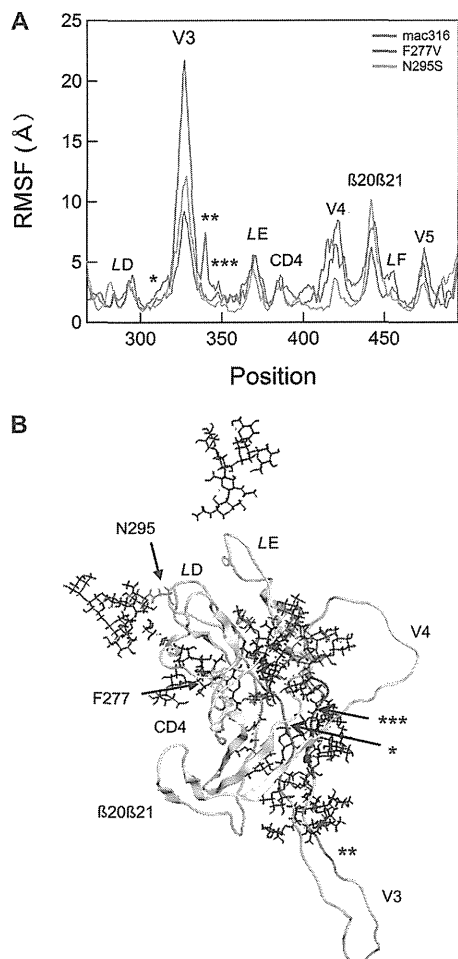 A
V3
mac316
F277V
N295S
RMSF (Å)
25
20
15
10
5
0
**
LD
*
***
LE
CD4
V4
ß20ß21
LF
V5
300
350
400
450
Position
B
N295
LD
LE
V4
F277
CD4
***
*
ß20ß21
**
V3